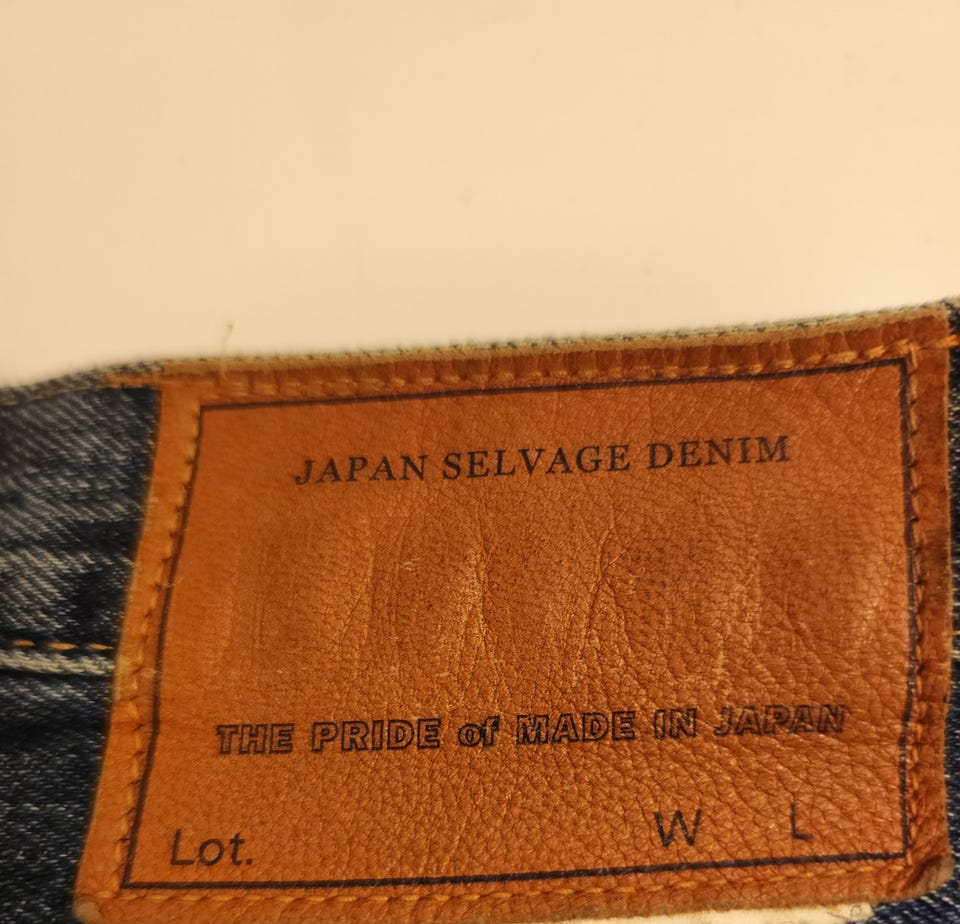 JAPAN SELVAGE DENIM
THE PRIDE of MADE IN JAPAN
Lot. W L